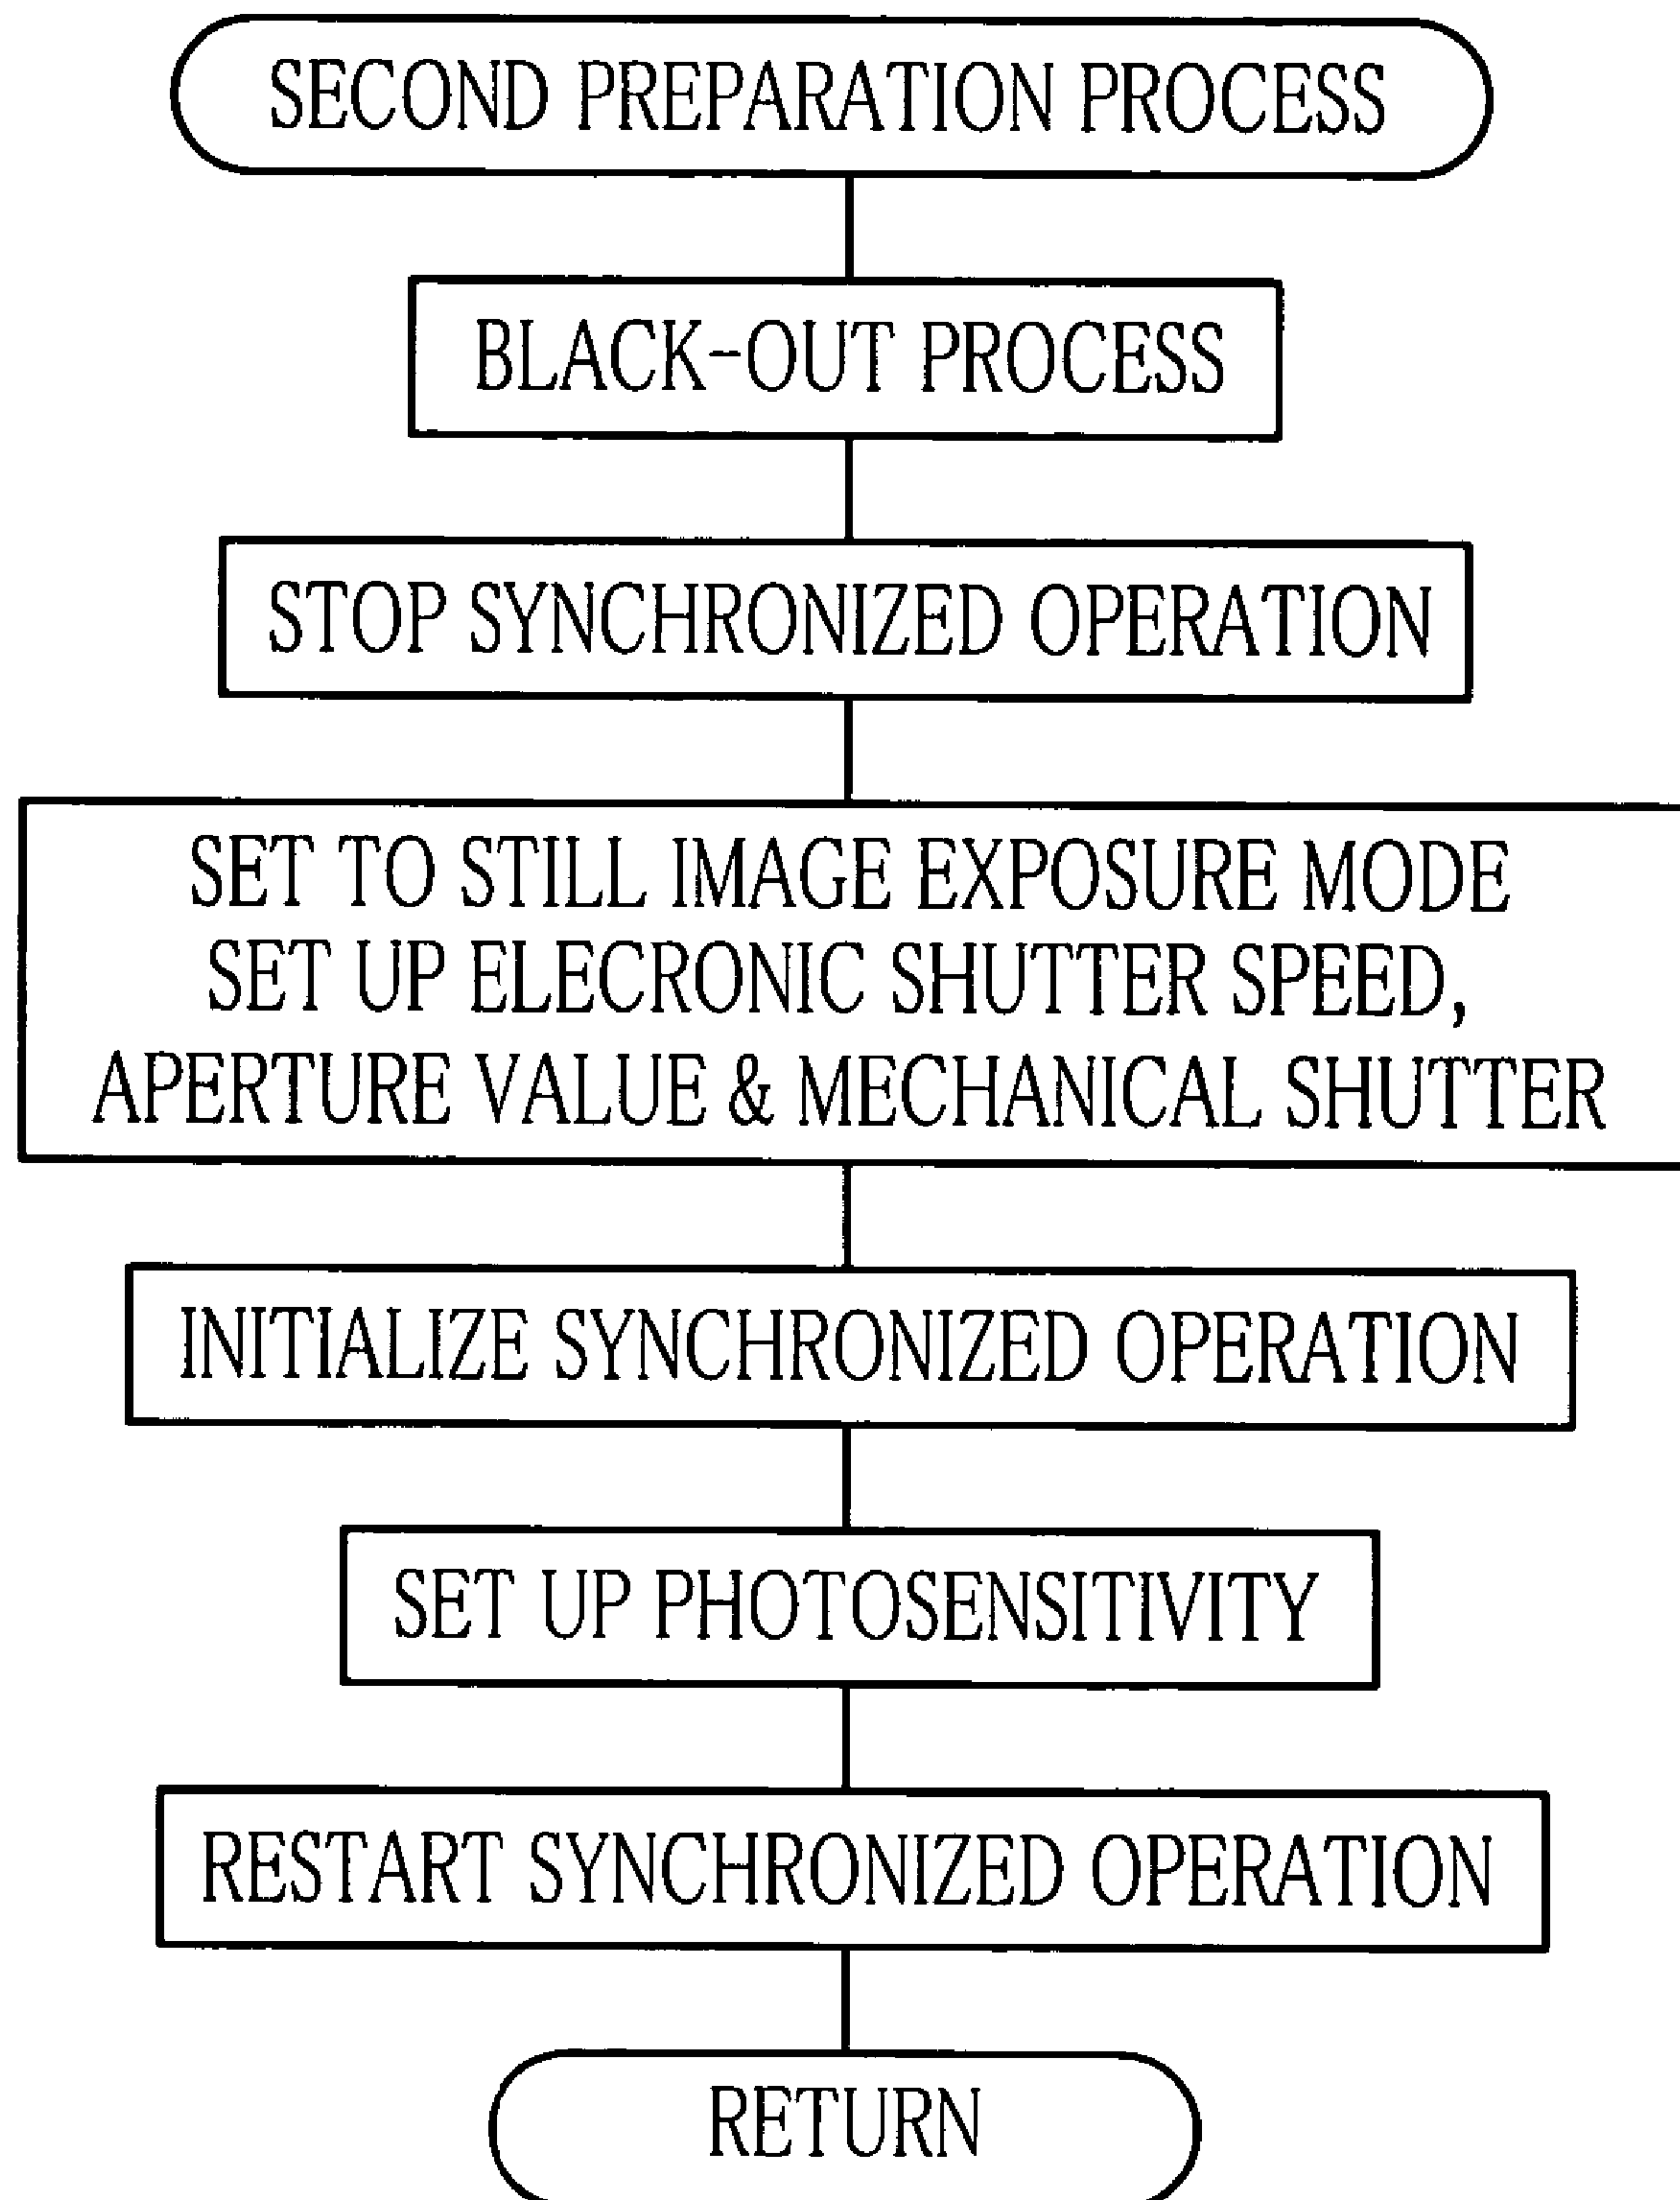 SECOND PREPARATION PROCESS
BLACK-OUT PROCESS
STOP SYNCHRONIZED OPERATION
SET TO STILL IMAGE EXPOSURE MODE
SET UP ELECRONIC SHUTTER SPEED,
APERTURE VALUE & MECHANICAL SHUTTER
INITIALIZE SYNCHRONIZED OPERATION
SET UP PHOTOSENSITIVITY
RESTART SYNCHRONIZED OPERATION
RETURN